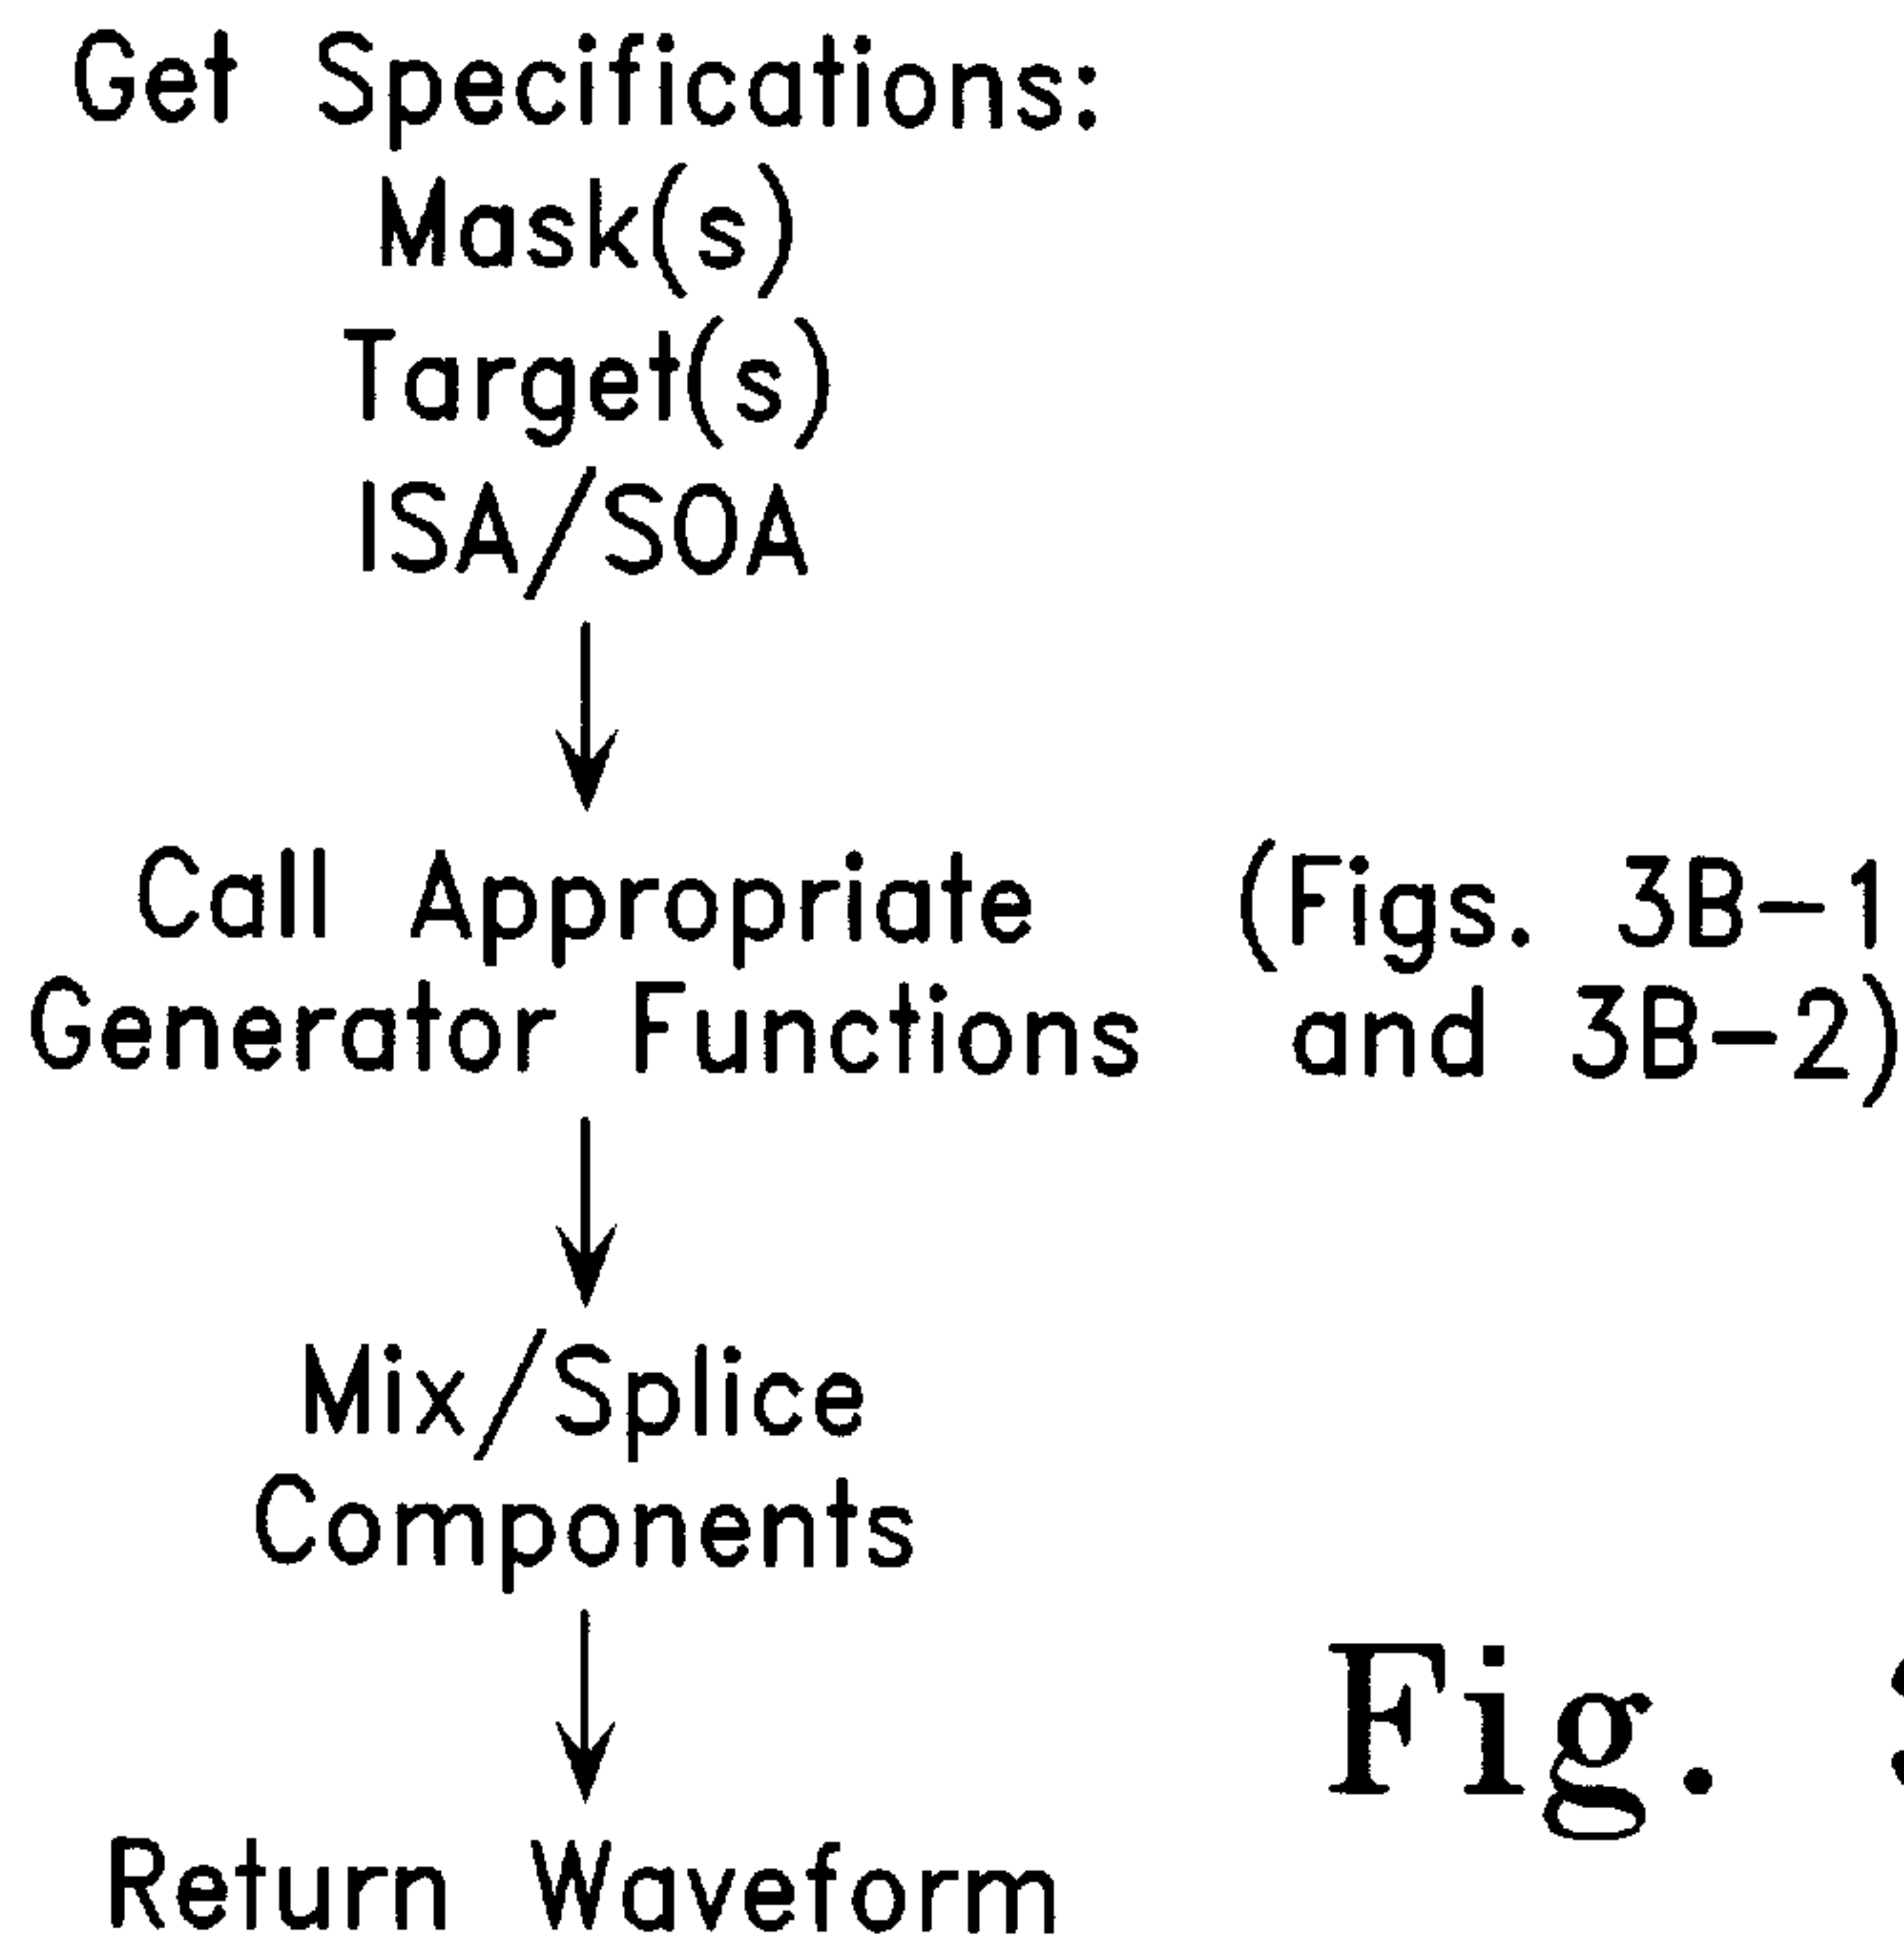 Get Specifications:
Mask(s)
Target(s)
ISA/SOA
Call Appropriate (Figs. 3B-1
Generator Functions and 3B-2)
Mix/Splice
Components
Fig.
Return Waveform